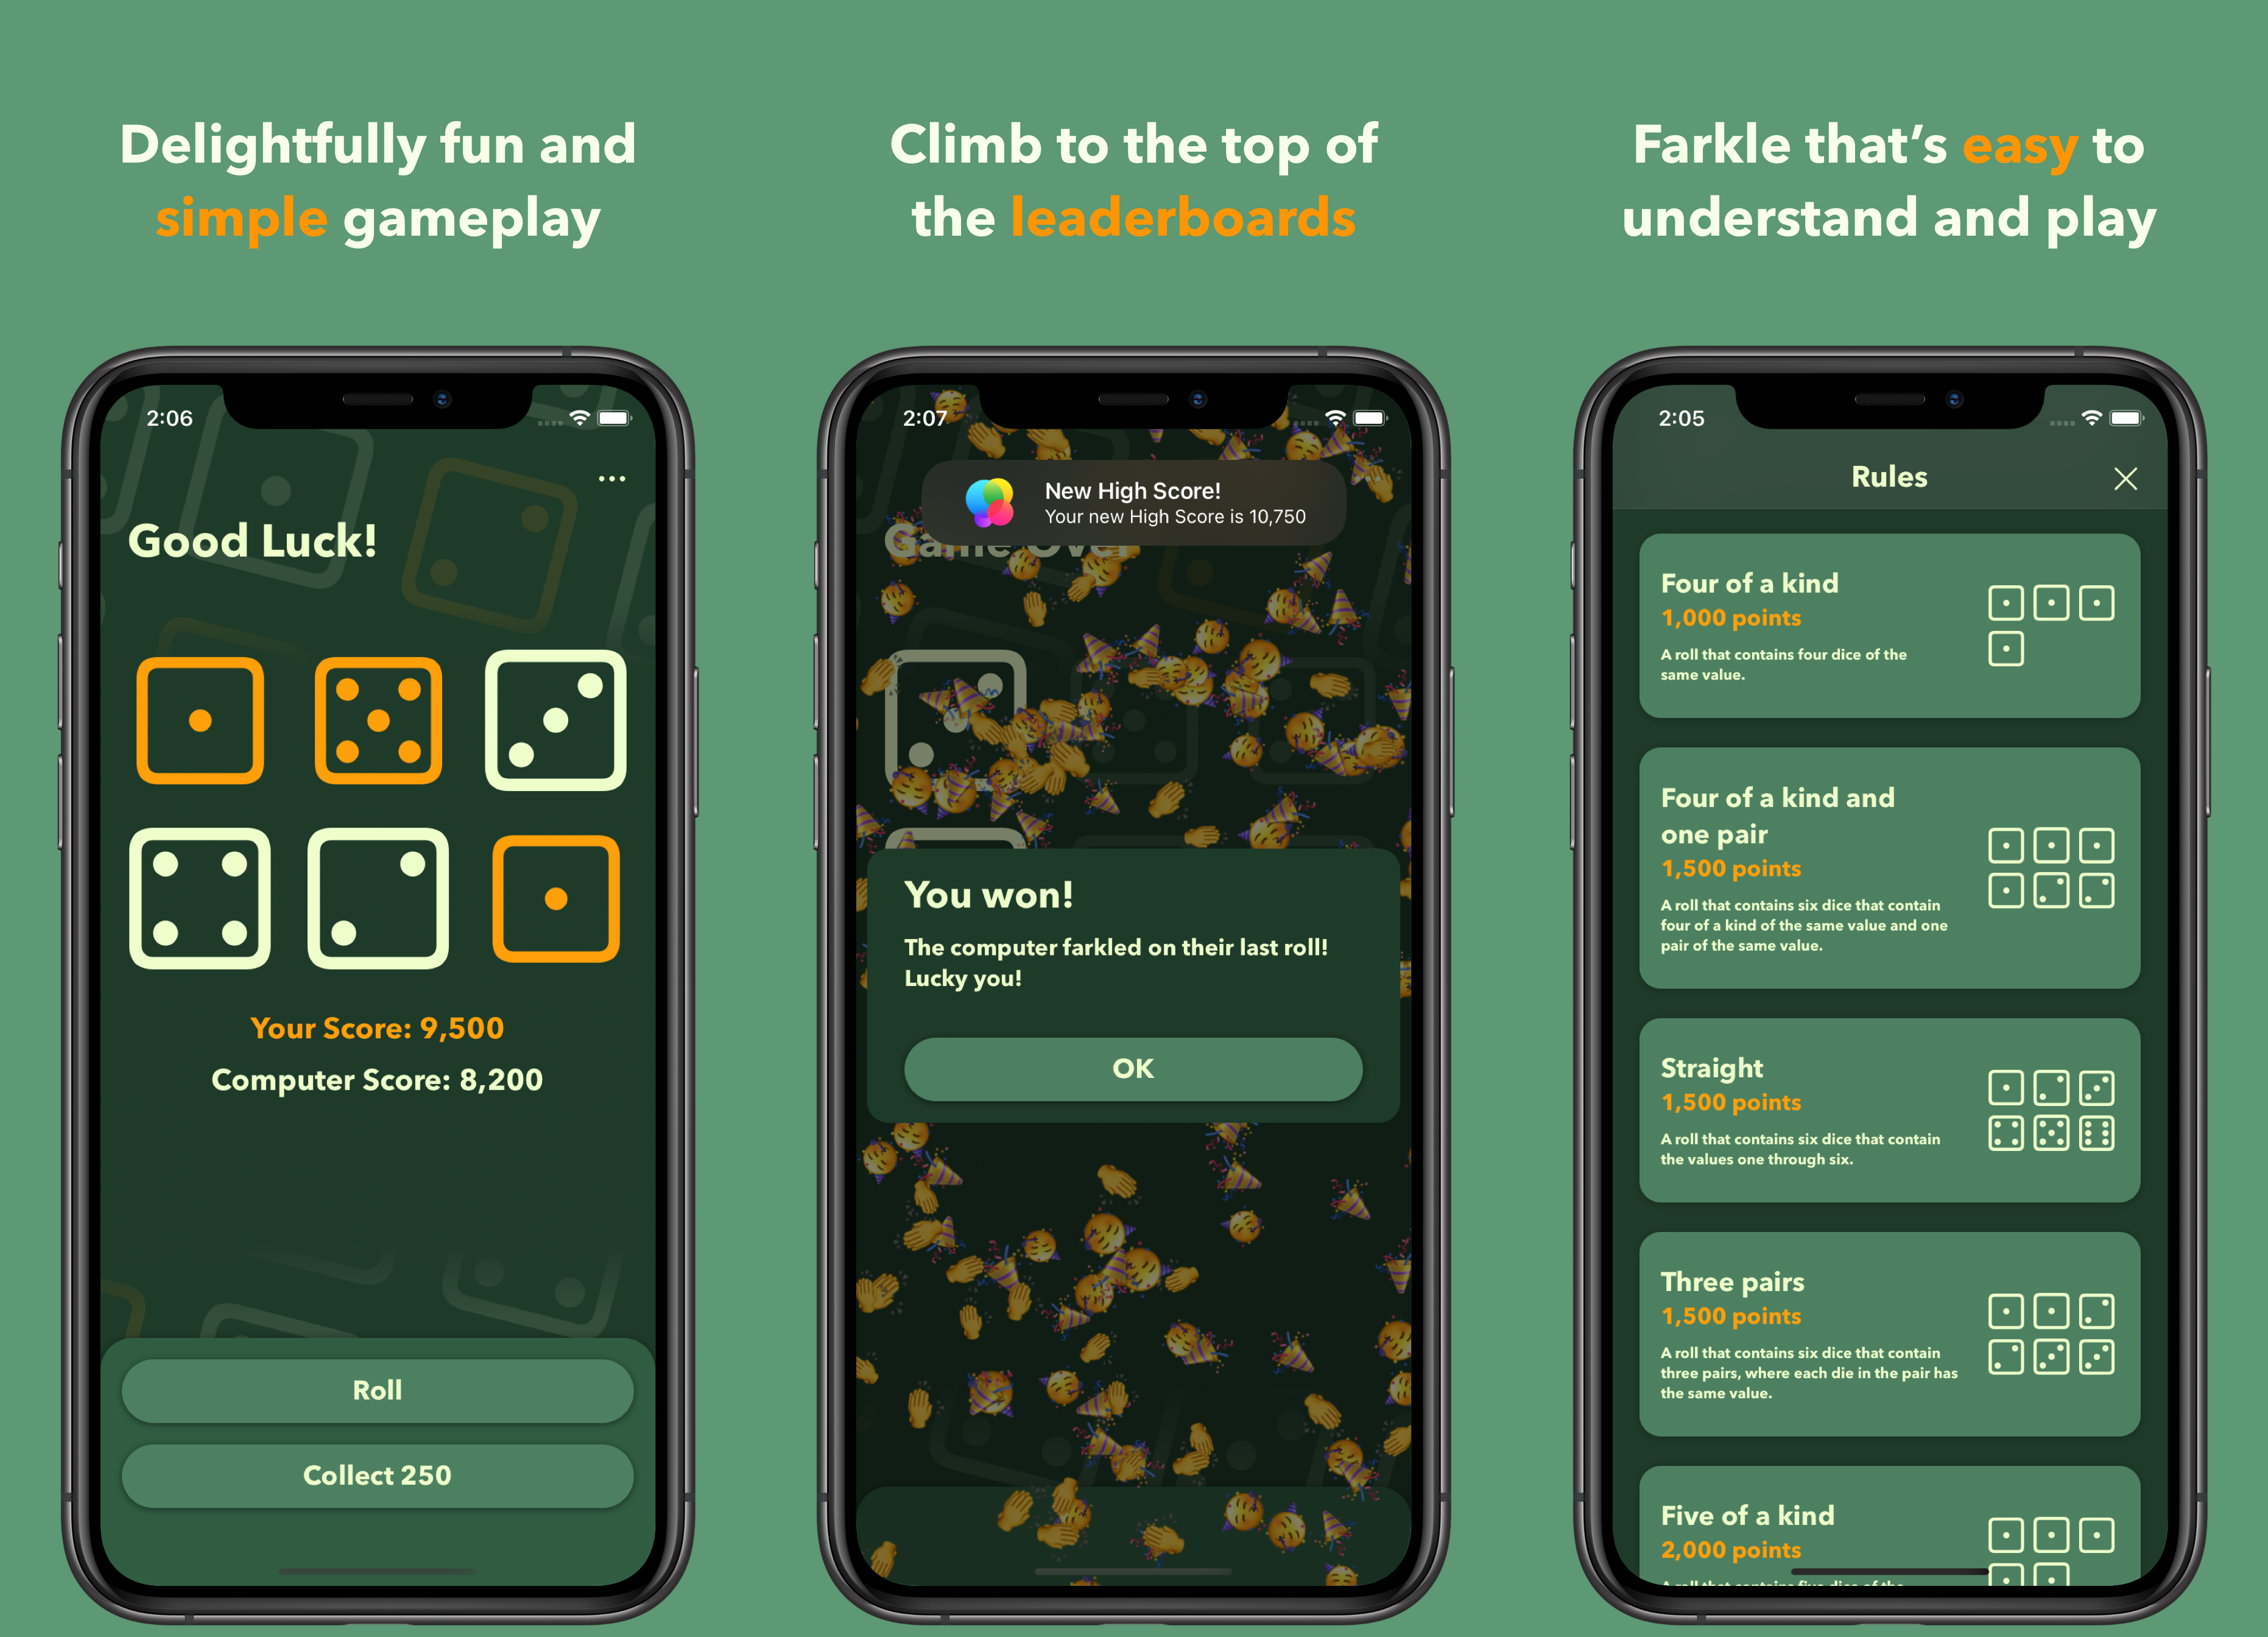 Delightfully fun and
simple gameplay
2:06
Good Luck!
Your Score: 9,500
Computer Score: 8,200
Roll
Collect 250
Climb to the top of
the leaderboards
2:07
New High Score!
Your new High Score is 10,750
Game Over
You won!
The computer farkled on their last roll!
Lucky you!
OK
Farkle that's easy to
understand and play
2:05
Rules
Four of a kind
1,000 points
A roll that contains four dice of the
same value.
Four of a kind and
one pair
1,500 points
A roll that contains six dice that contain
four of a kind of the same value and one
pair of the same value.
Straight
1,500 points
A roll that contains six dice that contain
the values one through six.
Three pairs
1,500 points
A roll that contains six dice that contain
three pairs, where each die in the pair has
the same value.
Five of a kind
2,000 points
A roll that contains five dice of the